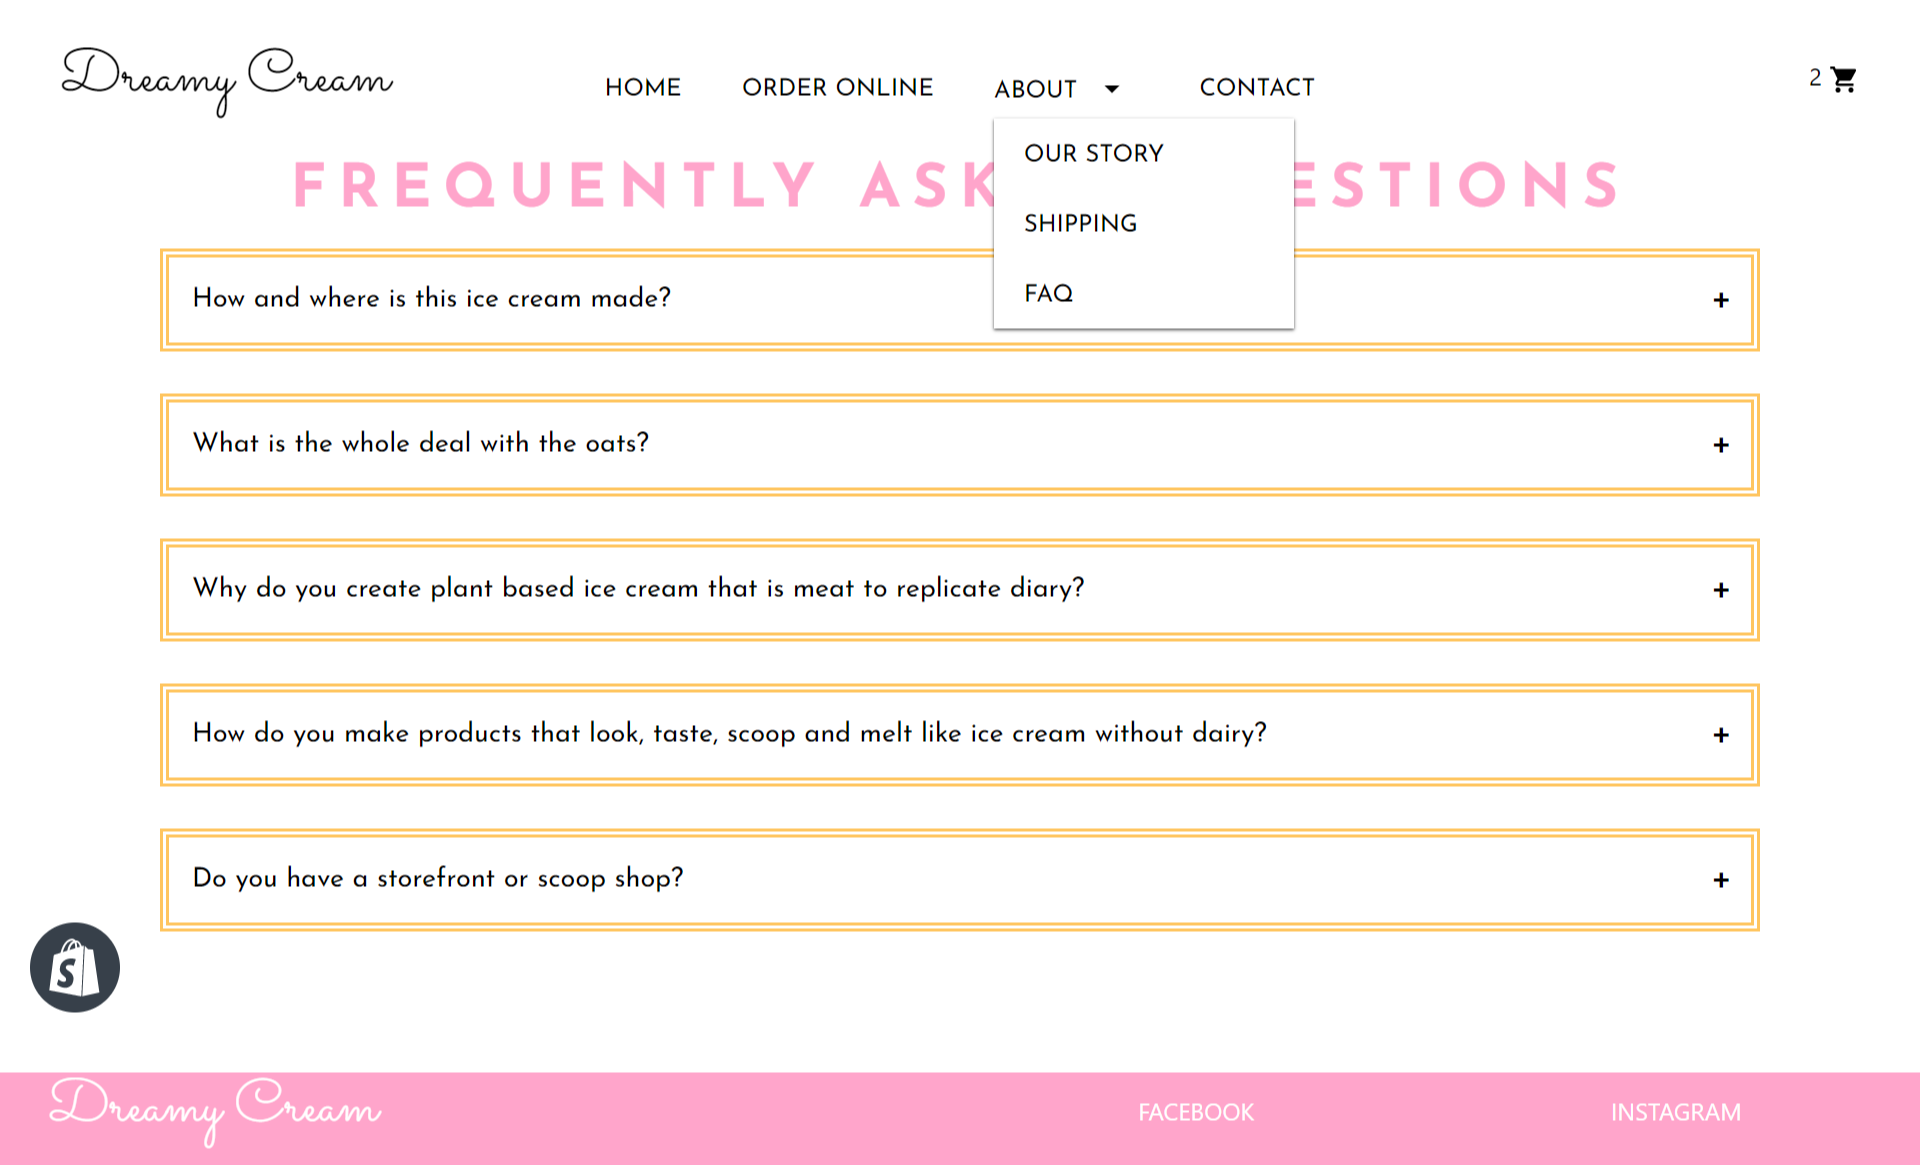 Dreamy Cream
HOME ORDER ONLINE ABOUT CONTACT 2
OUR STORY
SHIPPING
FAQ
FREQUENTLY ASK ESTIONS
How and where is this ice cream made? +
What is the whole deal with the oats? +
Why do you create plant based ice cream that is meat to replicate diary? +
How do you make products that look, taste, scoop and melt like ice cream without dairy? +
Do you have a storefront or scoop shop? +
S
Dreamy Cream FACEBOOK INSTAGRAM